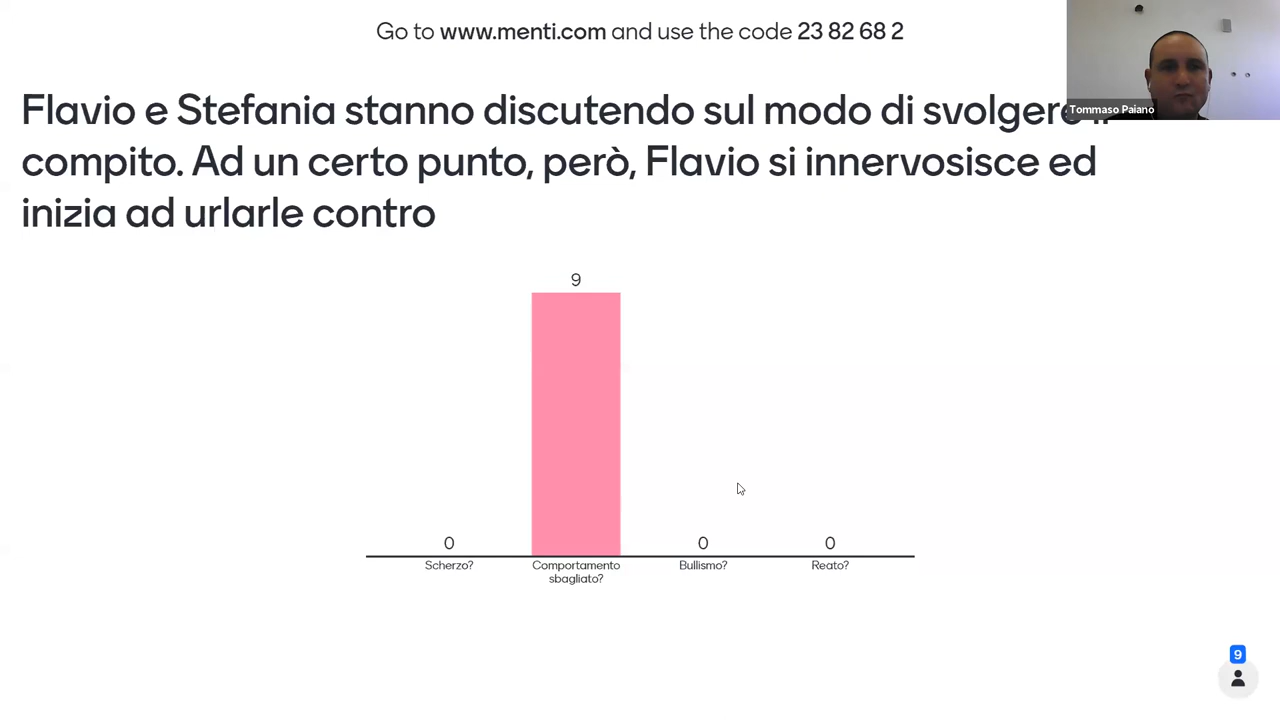 Go to www.menti.com and use the code 23 82 68 2
Tommaso Paiano
Flavio e Stefania stanno discutendo sul modo di svolgere
compito. Ad un certo punto, però, Flavio si innervosisce ed
inizia ad urlarle contro
9
0
0
0
Scherzo?
Comportamento
sbagliato?
Bullismo?
Reato?
9